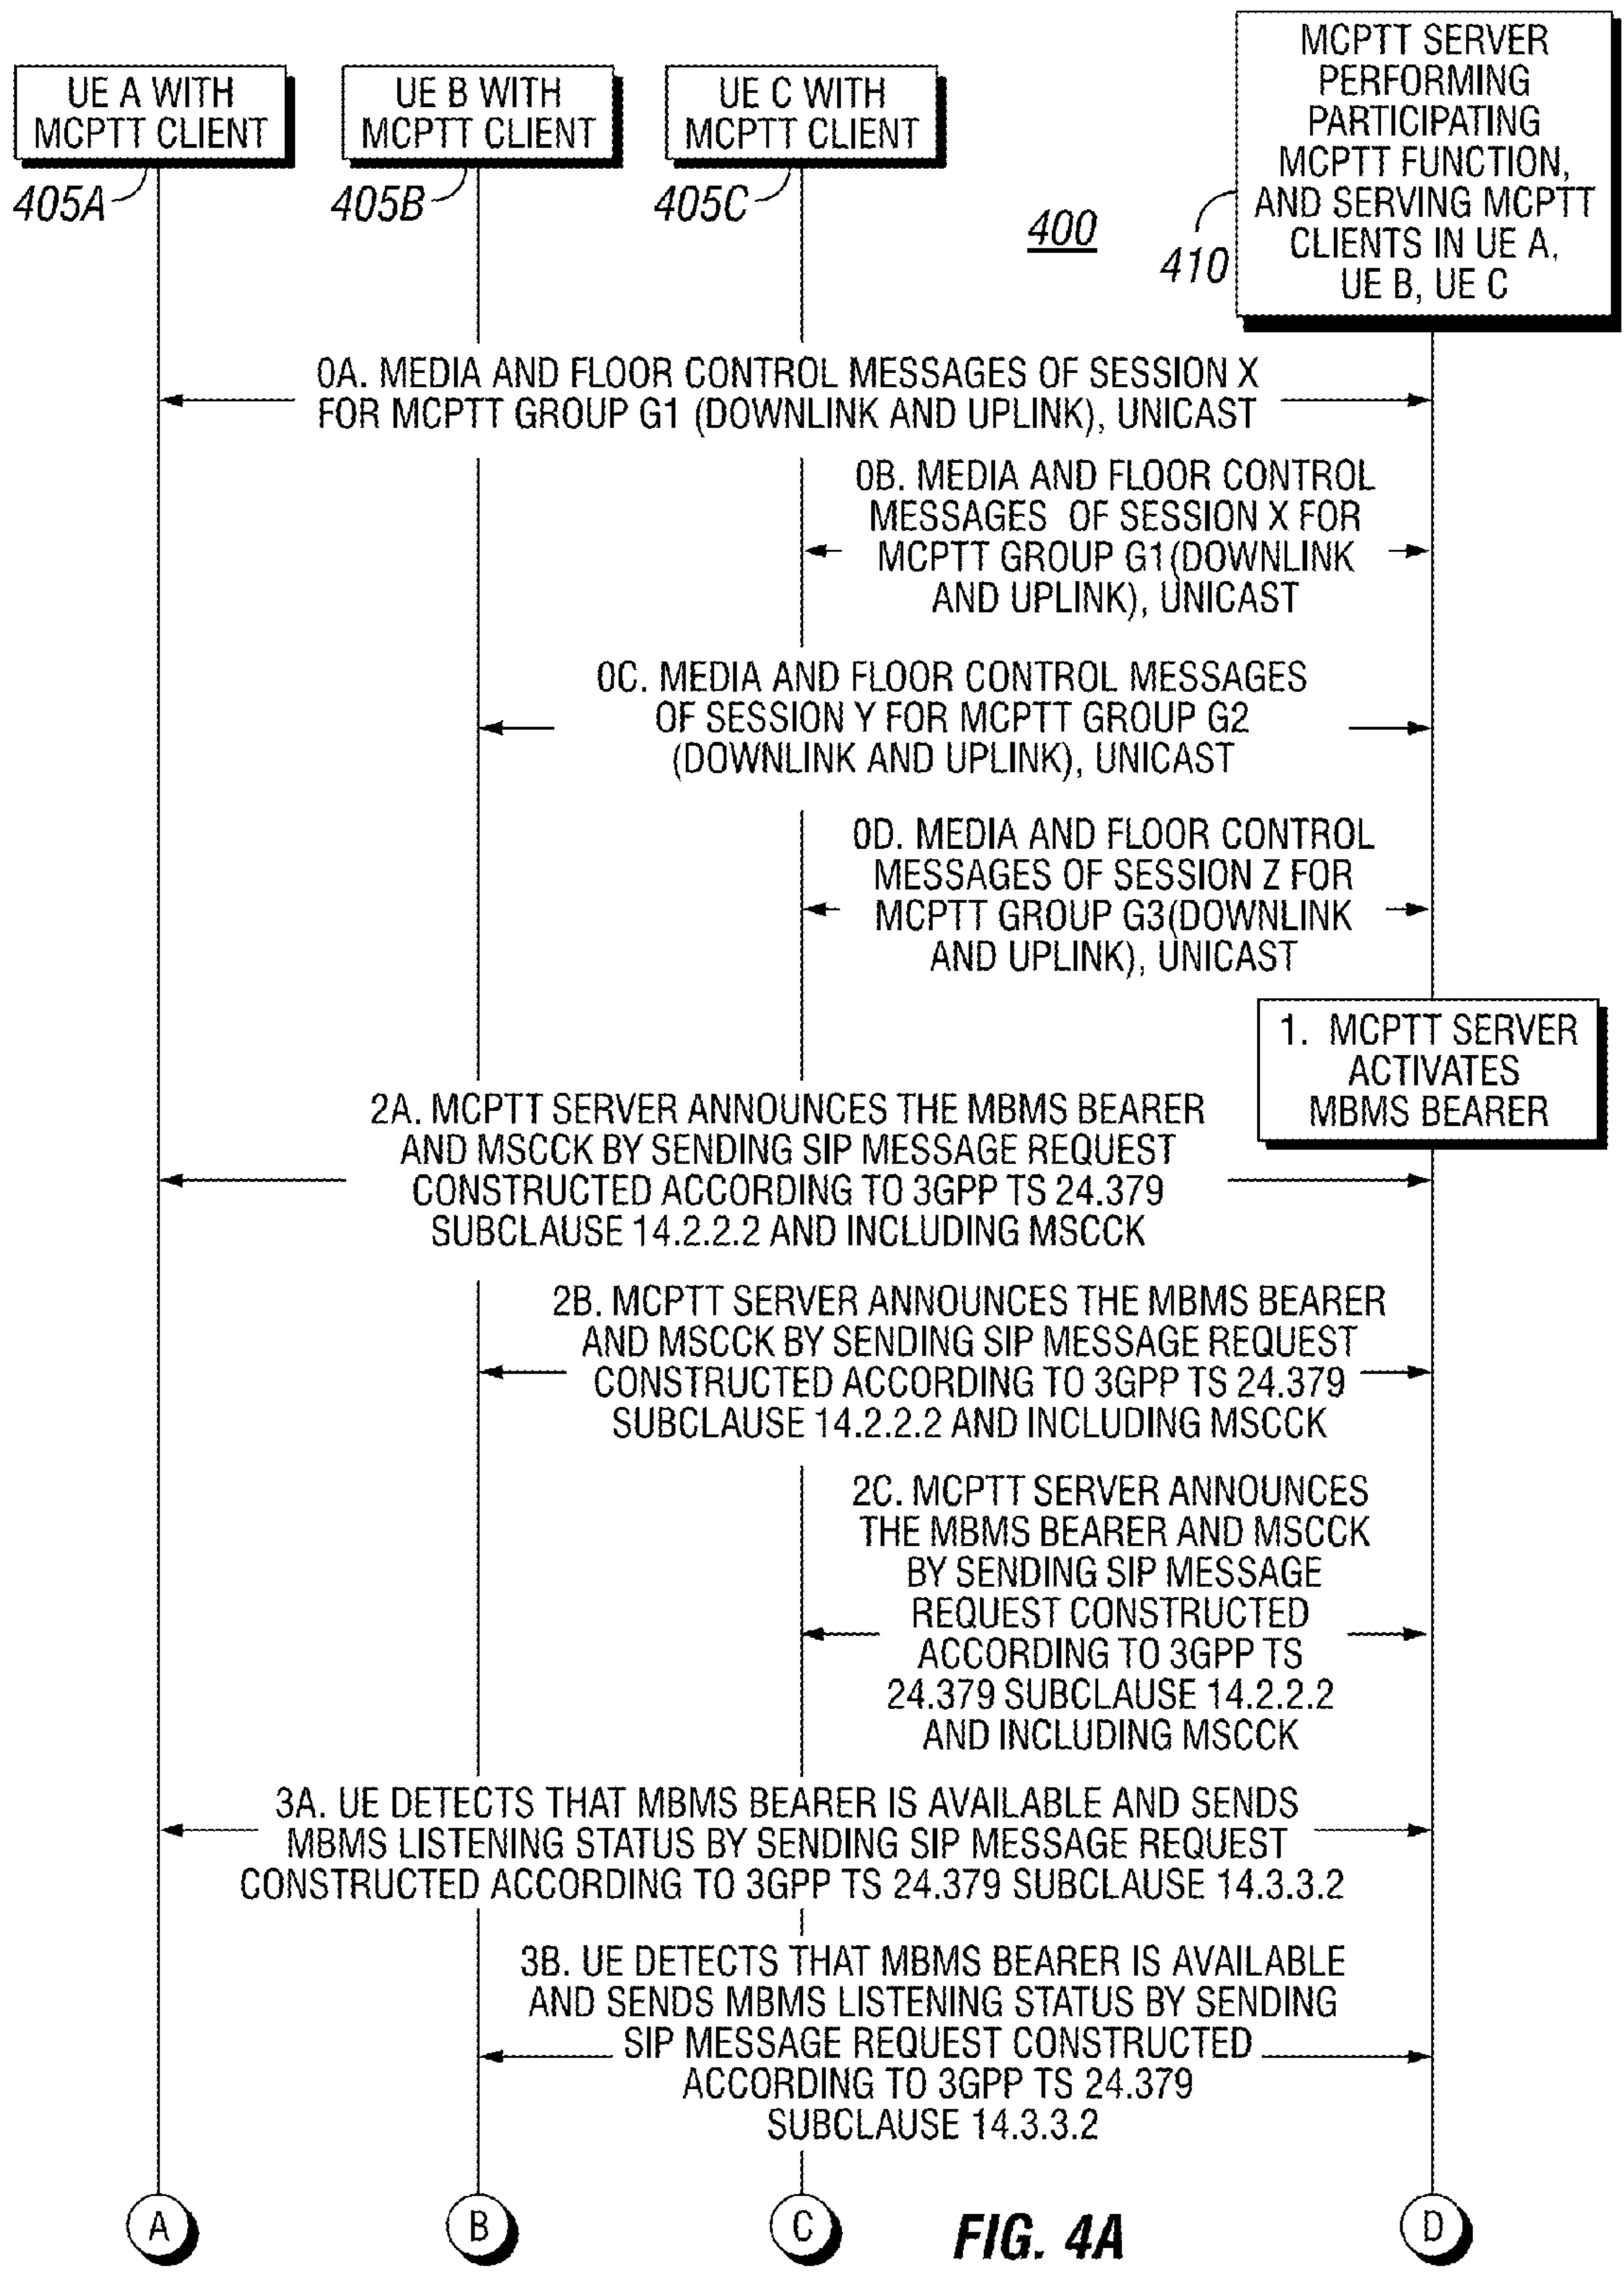 UE A WITH
MCPTT CLIENT
405A
UE B WITH
MCPTT CLIENT
405B
UE C WITH
MCPTT CLIENT
405C
400
MCPTT SERVER
PERFORMING
PARTICIPATING
MCPTT FUNCTION,
AND SERVING MCPTT
CLIENTS IN UE A,
UE B, UE C
410
0A. MEDIA AND FLOOR CONTROL MESSAGES OF SESSION X
FOR MCPTT GROUP G1 (DOWNLINK AND UPLINK), UNICAST
0B. MEDIA AND FLOOR CONTROL
MESSAGES OF SESSION X FOR
MCPTT GROUP G1(DOWNLINK
AND UPLINK), UNICAST
0C. MEDIA AND FLOOR CONTROL MESSAGES
OF SESSION Y FOR MCPTT GROUP G2
(DOWNLINK AND UPLINK), UNICAST
0D. MEDIA AND FLOOR CONTROL
MESSAGES OF SESSION Z FOR
MCPTT GROUP G3(DOWNLINK
AND UPLINK), UNICAST
1. MCPTT SERVER
ACTIVATES
MBMS BEARER
2A. MCPTT SERVER ANNOUNCES THE MBMS BEARER
AND MSCCK BY SENDING SIP MESSAGE REQUEST
CONSTRUCTED ACCORDING TO 3GPP TS 24.379
SUBCLAUSE 14.2.2.2 AND INCLUDING MSCCK
2B. MCPTT SERVER ANNOUNCES THE MBMS BEARER
AND MSCCK BY SENDING SIP MESSAGE REQUEST
CONSTRUCTED ACCORDING TO 3GPP TS 24.379
SUBCLAUSE 14.2.2.2 AND INCLUDING MSCCK
2C. MCPTT SERVER ANNOUNCES
THE MBMS BEARER AND MSCCK
BY SENDING SIP MESSAGE
REQUEST CONSTRUCTED
ACCORDING TO 3GPP TS
24.379 SUBCLAUSE 14.2.2.2
AND INCLUDING MSCCK
3A. UE DETECTS THAT MBMS BEARER IS AVAILABLE AND SENDS
MBMS LISTENING STATUS BY SENDING SIP MESSAGE REQUEST
CONSTRUCTED ACCORDING TO 3GPP TS 24.379 SUBCLAUSE 14.3.3.2
3B. UE DETECTS THAT MBMS BEARER IS AVAILABLE
AND SENDS MBMS LISTENING STATUS BY SENDING
SIP MESSAGE REQUEST CONSTRUCTED
ACCORDING TO 3GPP TS 24.379
SUBCLAUSE 14.3.3.2
A
B
C
FIG. 4A
D